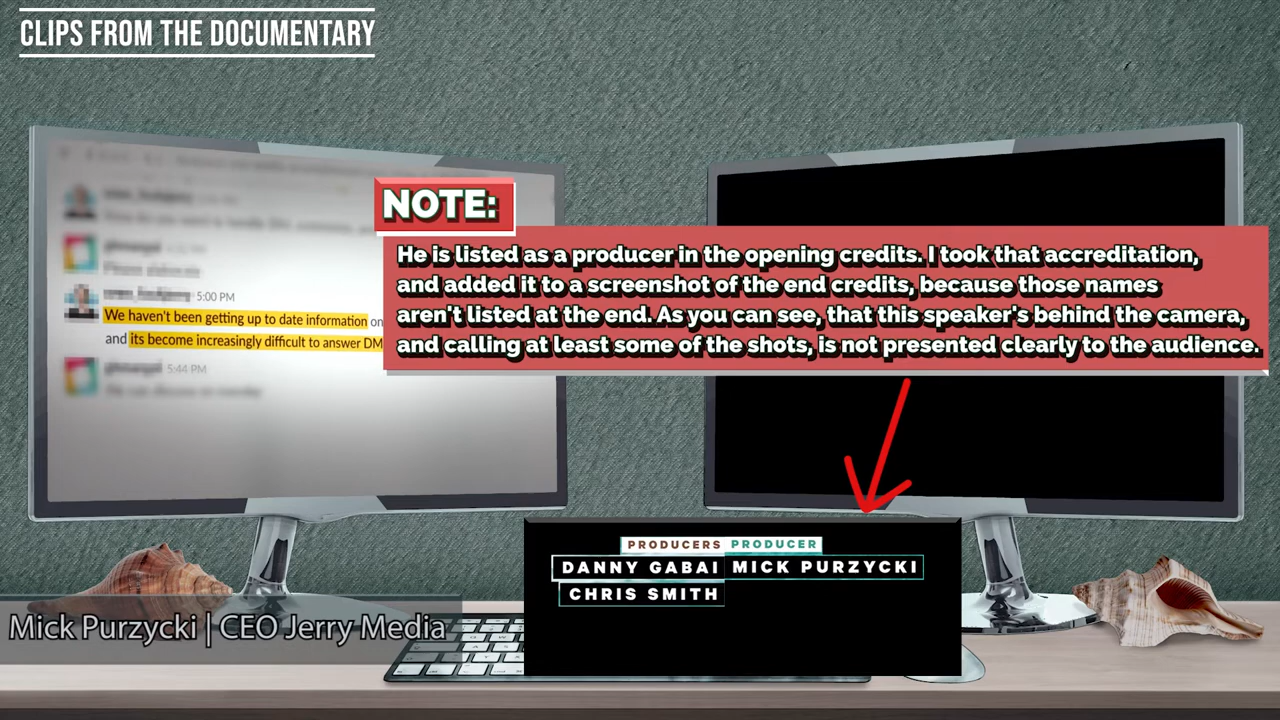 CLIPS FROM THE DOCUMENTARY
NOTE:
He is listed as a producer in the opening credits. I took that accreditation,
and added it to a screenshot of the end credits, because those names
aren't listed at the end. As you can see, that this speaker's behind the camera,
and calling at least some of the shots, is not presented clearly to the audience.
5:00 PM
We haven't been getting up to date information on
and its become increasingly difficult to answer DM
5:44 PM
PRODUCERS PRODUCER
DANNY GABAI MICK PURZYCKI
CHRIS SMITH
Mick Purzycki | CEO Jerry Media